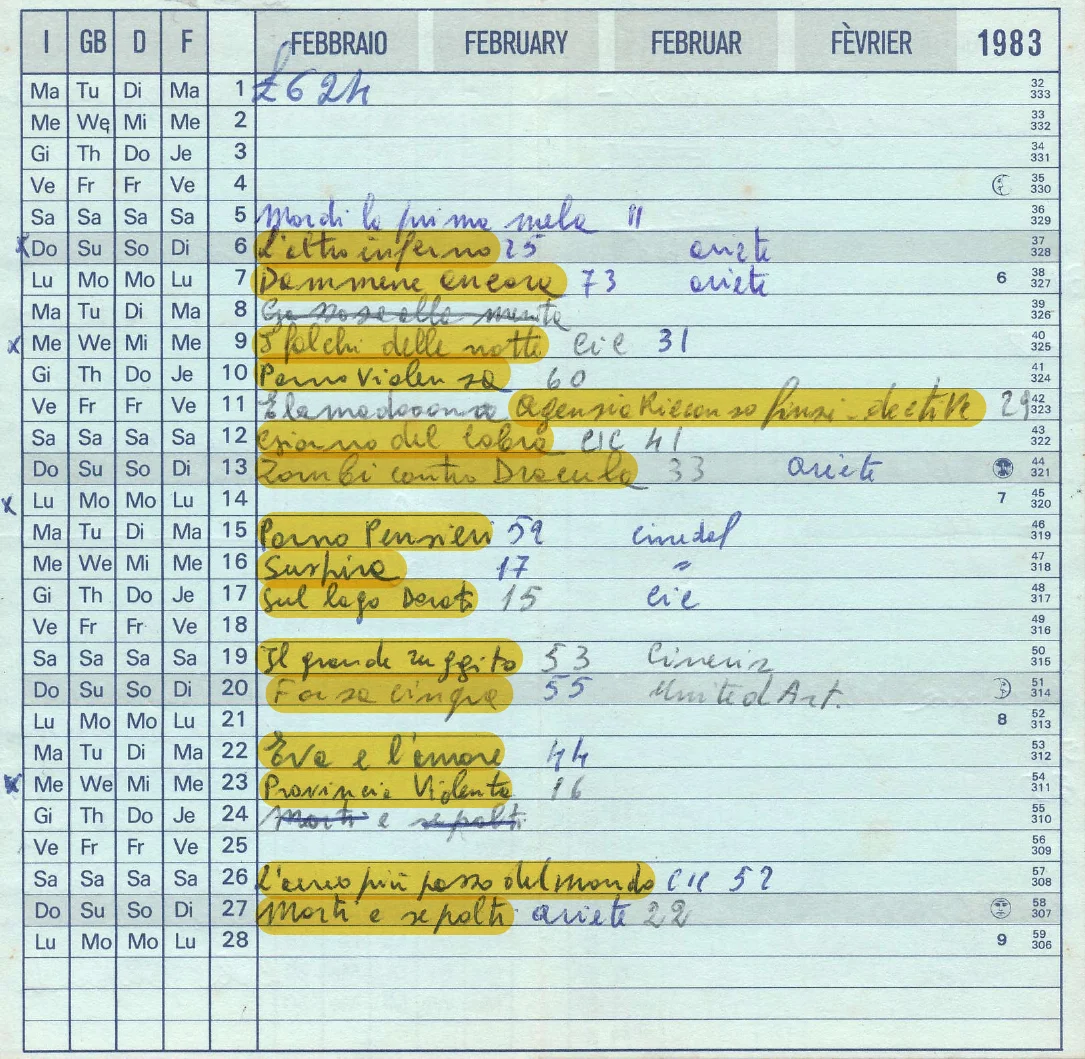 I GB D F FEBBRAIO FEBRUARY FEBRUAR FÈVRIER 1983
Ma Tu Di Ma 1 £624 32 333
Me We Mi Me 2 33 332
Gi Th Do Je 3 34 331
Ve Fr Fr Ve 4 35 330
Sa Sa Sa Sa 5 Mordi la prima mela 11 36 329
x Do Su So Di 6 L'altro inferno 25 ariete 37 328
Lu Mo Mo Lu 7 Dammene ancora 73 ariete 6 38 327
Ma Tu Di Ma 8 39 326
x Me We Mi Me 9 I falchi della notte cic 31 40 325
Gi Th Do Je 10 Porno Violenza 60 41 324
Ve Fr Fr Ve 11 Agenzia Ricconso finzi-dective 29 42 323
Sa Sa Sa Sa 12 Giorno del Cobra cic 41 43 322
Do Su So Di 13 Zombi contro Dracula 33 ariete 44 321
x Lu Mo Mo Lu 14 7 45 320
Ma Tu Di Ma 15 Porno Pensieri 59 cinedaf 46 319
Me We Mi Me 16 Suspiria 17 " 47 318
Gi Th Do Je 17 Sul lago Dorato 15 cic 48 317
Ve Fr Fr Ve 18 49 316
Sa Sa Sa Sa 19 Il grande ruggito 53 Cineriz 50 315
Do Su So Di 20 Forza cinque 55 United Art. 51 314
Lu Mo Mo Lu 21 8 52 313
Ma Tu Di Ma 22 Eva e l'amore 44 53 312
x Me We Mi Me 23 Provincia Violenta 16 54 311
Gi Th Do Je 24 Morti e sepolti 55 310
Ve Fr Fr Ve 25 56 309
Sa Sa Sa Sa 26 L'aereo più pazzo del mondo cic 52 57 308
Do Su So Di 27 Morti e sepolti ariete 22 58 307
Lu Mo Mo Lu 28 9 59 306